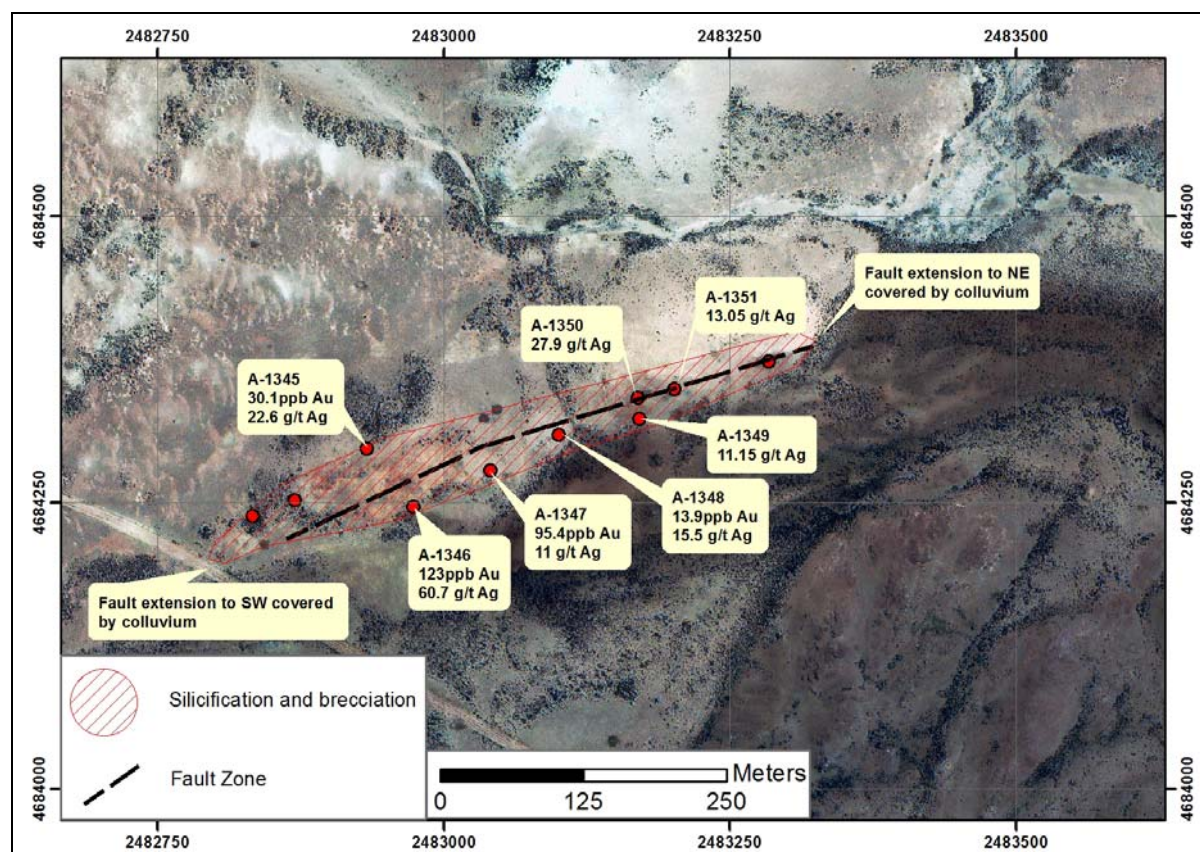 2482750
2483000
2483250
2483500
4684500
4684500
Fault extension to NE
covered by colluvium
A-1351
13.05 g/t Ag
A-1350
27.9 g/t Ag
A-1345
30.1ppb Au
22.6 g/t Ag
A-1349
11.15 g/t Ag
4684250
4684250
A-1348
13.9ppb Au
15.5 g/t Ag
A-1347
95.4ppb Au
11 g/t Ag
A-1346
123ppb Au
60.7 g/t Ag
Fault extension to SW covered
by colluvium
Silicification and brecciation
Fault Zone
Meters
0
125
250
4684000
4684000
2482750
2483000
2483250
2483500